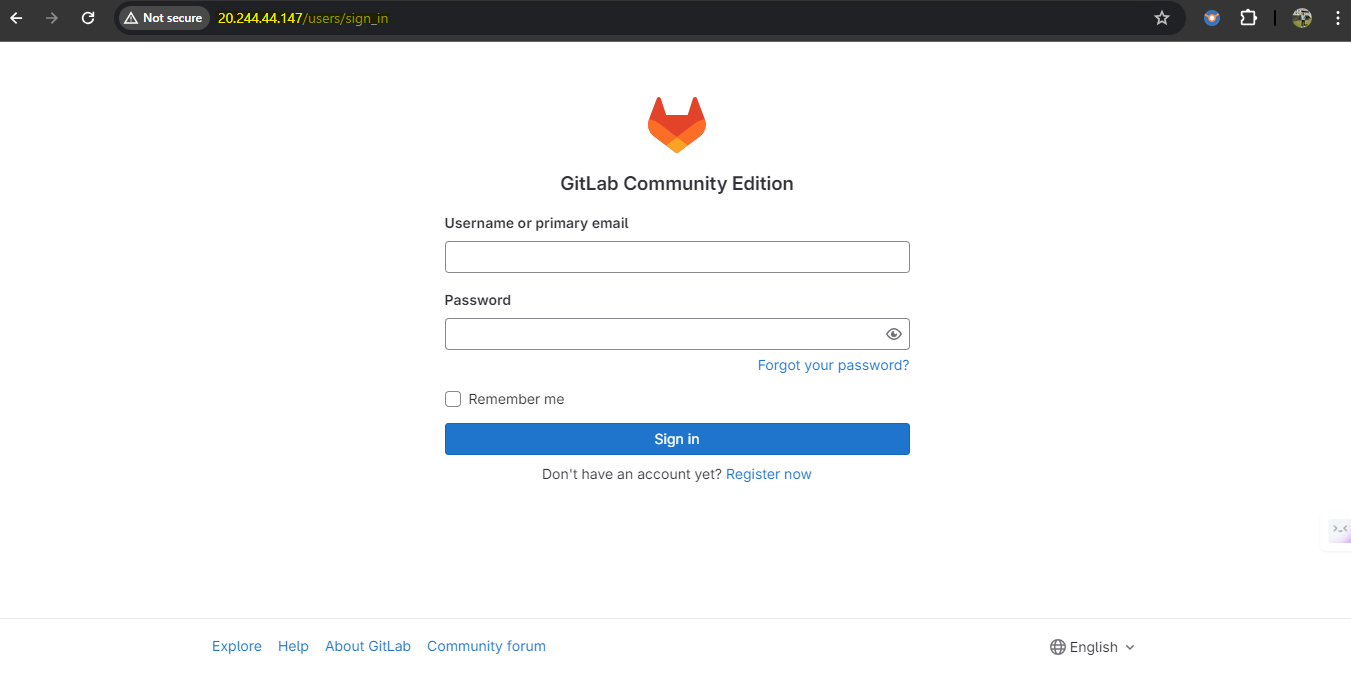 Not secure 20.244.44.147/users/sign_in
GitLab Community Edition
Username or primary email
Password
Forgot your password?
Remember me
Sign in
Don't have an account yet? Register now
Explore Help About GitLab Community forum English